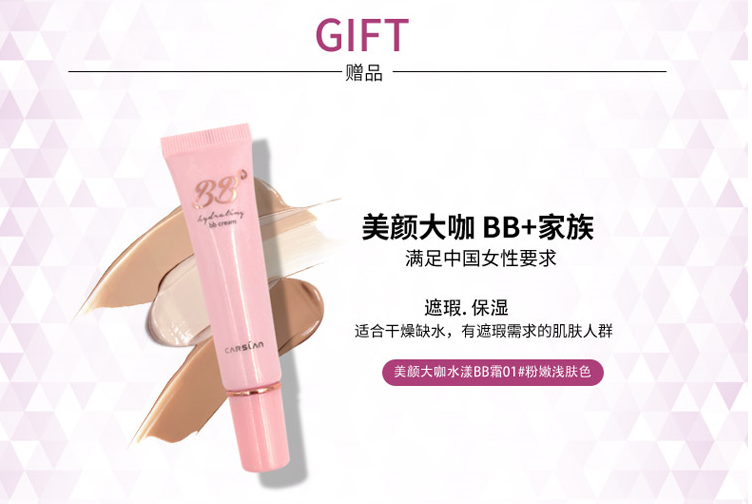 GIFT
赠品
BB
hydrating
bb cream
CARSLAN
美颜大咖 BB+家族
满足中国女性要求
遮瑕. 保湿
适合干燥缺水，有遮瑕需求的肌肤人群
美颜大咖水漾BB霜01#粉嫩浅肤色